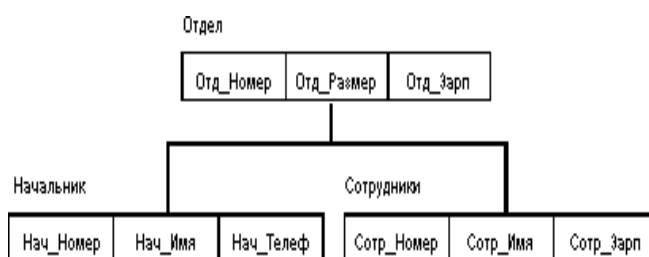 Отдел
Отд_Номер Отд_Размер Отд_Зарп
Начальник Сотрудники
Нач_Номер Нач_Имя Нач_Телеф Сотр_Номер Сотр_Имя Сотр_Зарп